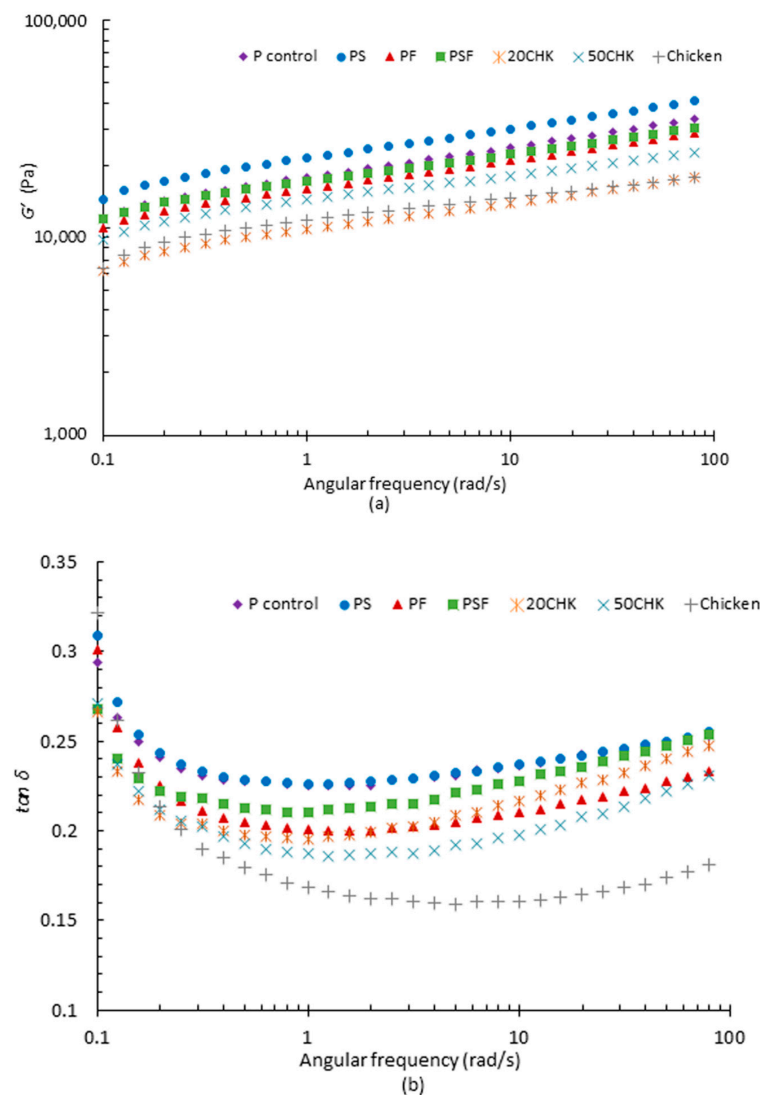 100,000
P control PS PF PSF 20CHK 50CHK Chicken
G' (Pa)
10,000
1,000
0.1 1 10 100
Angular frequency (rad/s)
(a)
0.35
P control PS PF PSF 20CHK 50CHK Chicken
0.3
0.25
tan δ
0.2
0.15
0.1
0.1 1 10 100
Angular frequency (rad/s)
(b)